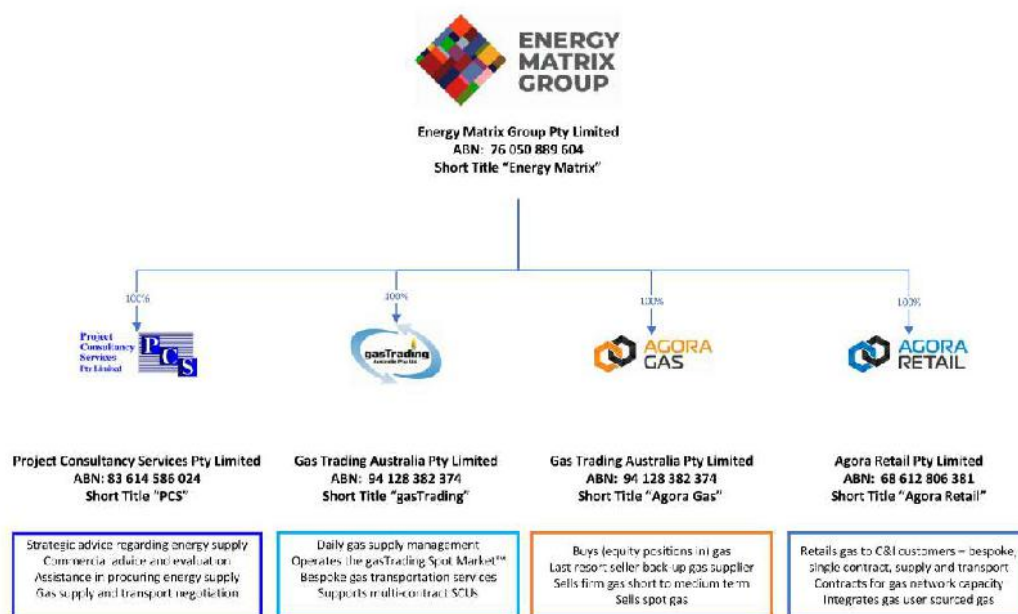 ENERGY
MATRIX
GROUP
Energy Matrix Group Pty Limited
ABN: 76 050 889 604
Short Title “Energy Matrix”
100%
100%
100%
100%
Project
Consultancy
Services
Pty Limited
P C S
gasTrading
Australia Pty Ltd
AGORA
GAS
AGORA
RETAIL
Project Consultancy Services Pty Limited
ABN: 83 614 586 024
Short Title “PCS”
Gas Trading Australia Pty Limited
ABN: 94 128 382 374
Short Title “gasTrading”
Gas Trading Australia Pty Limited
ABN: 94 128 382 374
Short Title “Agora Gas”
Agora Retail Pty Limited
ABN: 68 612 806 381
Short Title “Agora Retail”
Strategic advice regarding energy supply
Commercial advice and evaluation
Assistance in procuring energy supply
Gas supply and transport negotiation
Daily gas supply management
Operates the gasTrading Spot Market™
Bespoke gas transportation services
Supports multi-contract SCUs
Buys (equity positions in) gas
Last resort seller back-up gas supplier
Sells firm gas short to medium term
Sells spot gas
Retails gas to C&I customers – bespoke,
single contract, supply and transport
Contracts for gas network capacity
Integrates gas user sourced gas